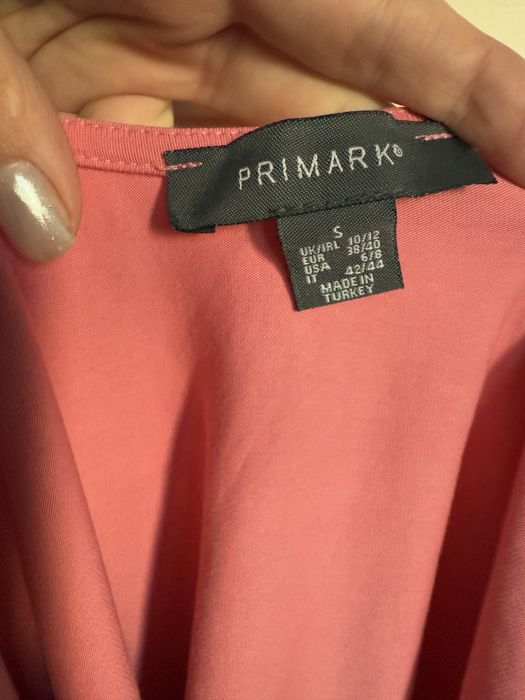 PRIMARK®
S
UK/IRL 10/12
EUR 38/40
USA 6/8
IT 42/44
MADE IN
TURKEY